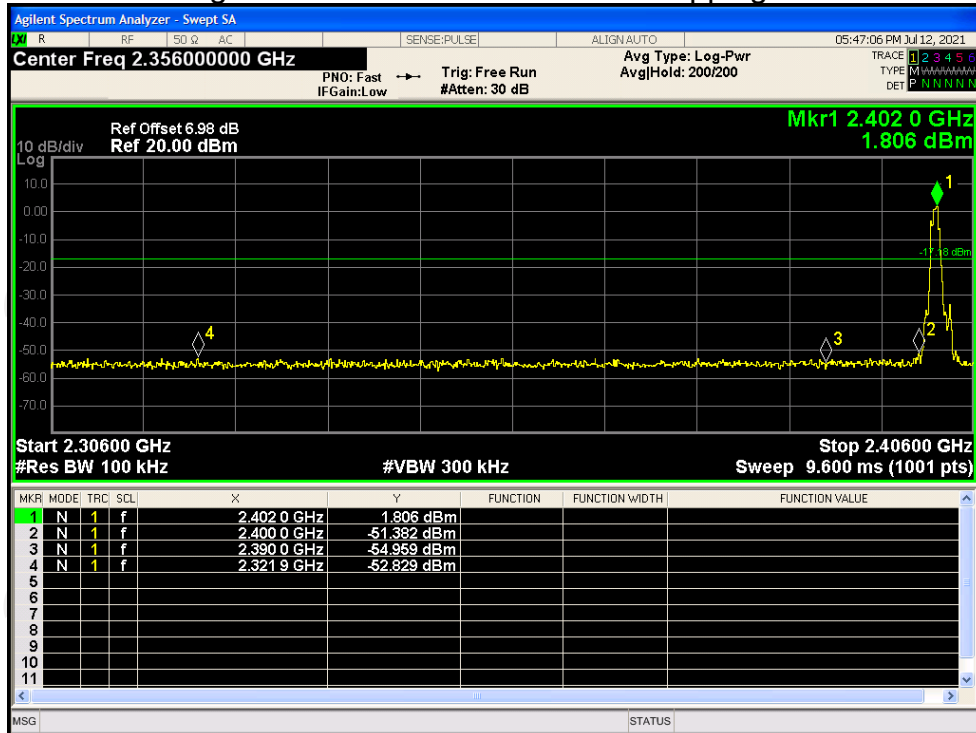 Agilent Spectrum Analyzer - Swept SA
LXI R RF 50 Ω AC SENSE:PULSE ALIGN AUTO 05:47:06 PM Jul 12, 2021
Center Freq 2.356000000 GHz
PNO: Fast
IFGain:Low
Trig: Free Run
#Atten: 30 dB
Avg Type: Log-Pwr
Avg|Hold: 200/200
TRACE 1 2 3 4 5 6
TYPE M
DET P N N N N N
Mkr1 2.402 0 GHz
1.806 dBm
Ref Offset 6.98 dB
10 dB/div Ref 20.00 dBm
Log
10.0
0.00
-10.0
-20.0
-30.0
-40.0
-50.0
-60.0
-70.0
1
-17.18 dBm
4
3
2
Start 2.30600 GHz Stop 2.40600 GHz
#Res BW 100 kHz #VBW 300 kHz Sweep 9.600 ms (1001 pts)
MKR MODE TRC SCL X Y FUNCTION FUNCTION WIDTH FUNCTION VALUE
1 N 1 f 2.402 0 GHz 1.806 dBm
2 N 1 f 2.400 0 GHz -51.382 dBm
3 N 1 f 2.390 0 GHz -54.959 dBm
4 N 1 f 2.321 9 GHz -52.829 dBm
5
6
7
8
9
10
11
MSG STATUS